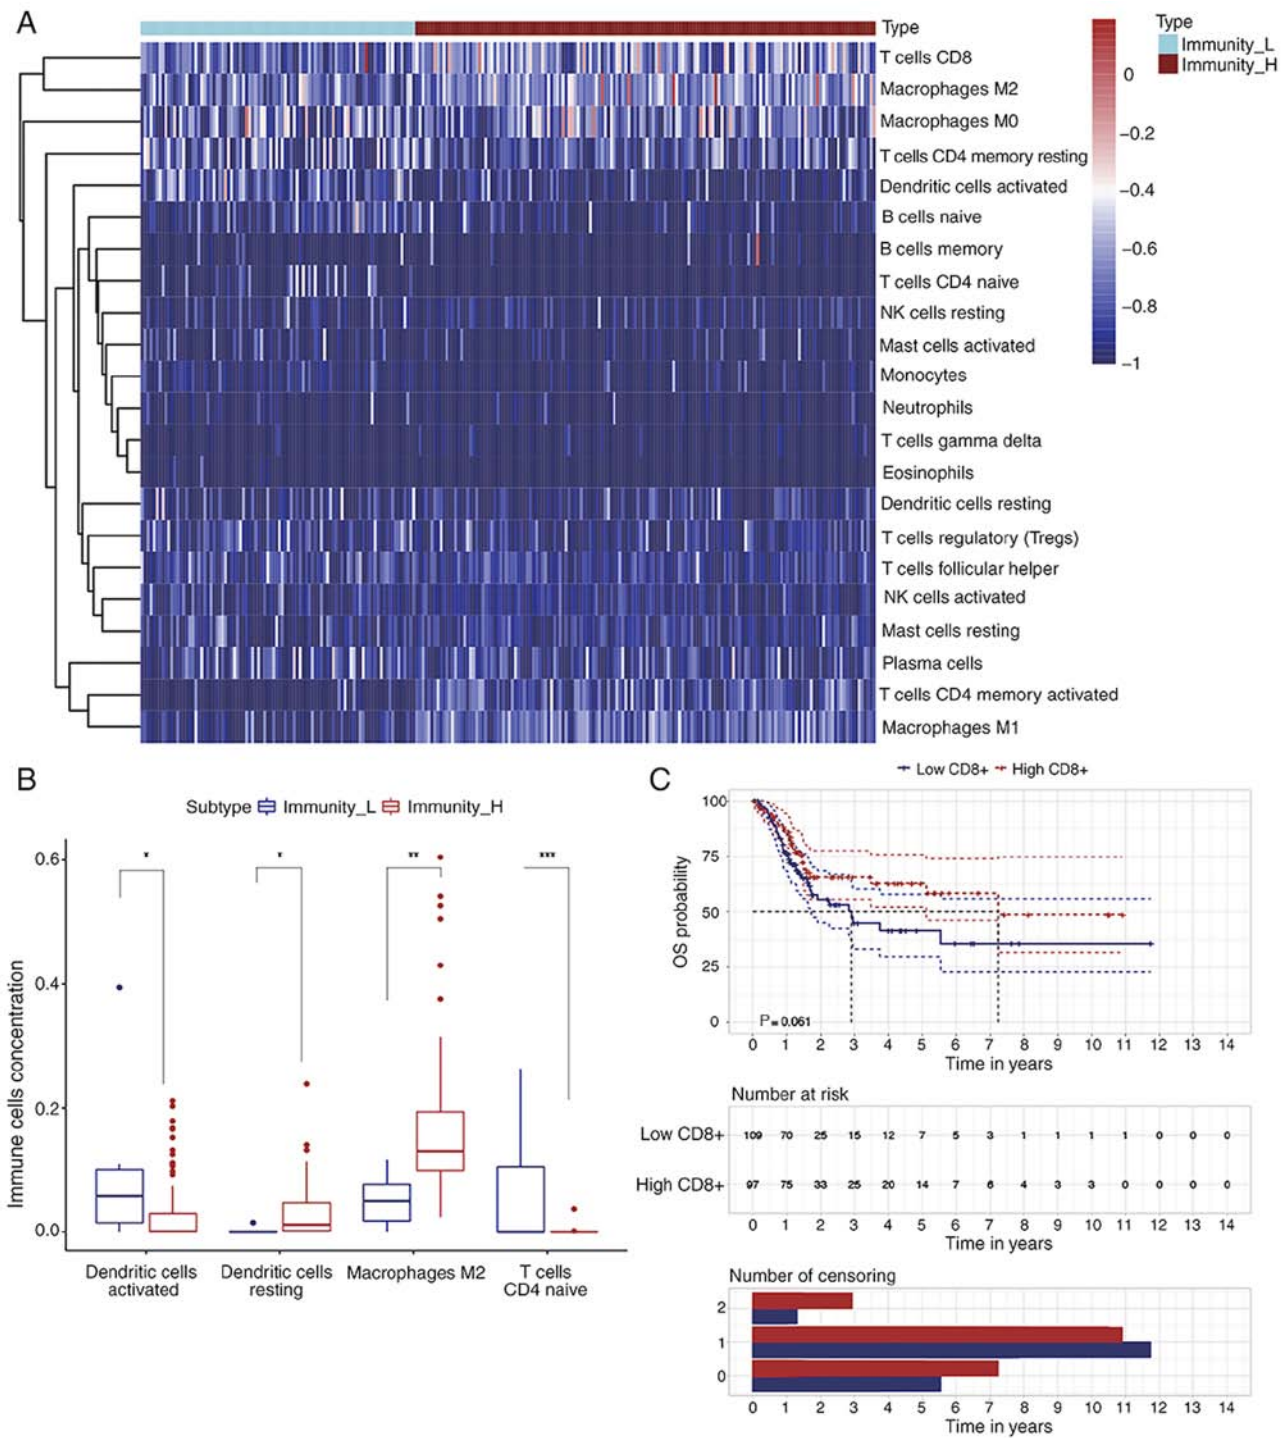 A
Type
T cells CD8
Macrophages M2
Macrophages M0
T cells CD4 memory resting
Dendritic cells activated
B cells naive
B cells memory
T cells CD4 naive
NK cells resting
Mast cells activated
Monocytes
Neutrophils
T cells gamma delta
Eosinophils
Dendritic cells resting
T cells regulatory (Tregs)
T cells follicular helper
NK cells activated
Mast cells resting
Plasma cells
T cells CD4 memory activated
Macrophages M1
0
−0.2
−0.4
−0.6
−0.8
−1
Type
Immunity_L
Immunity_H
B
Subtype Immunity_L Immunity_H
Immune cells concentration
0.6
0.4
0.2
0.0
* * ** ***
Dendritic cells activated
Dendritic cells resting
Macrophages M2
T cells CD4 naive
C
Low CD8+ High CD8+
OS probability
100
75
50
25
0
P=0.061
0 1 2 3 4 5 6 7 8 9 10 11 12 13 14
Time in years
Number at risk
Low CD8+ 109 70 25 15 12 7 5 3 1 1 1 1 0 0 0
High CD8+ 97 75 33 25 20 14 7 6 4 3 3 0 0 0 0
0 1 2 3 4 5 6 7 8 9 10 11 12 13 14
Time in years
Number of censoring
2
1
0
0 1 2 3 4 5 6 7 8 9 10 11 12 13 14
Time in years